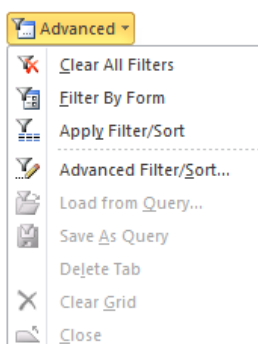 Advanced
Clear All Filters
Filter By Form
Apply Filter/Sort
Advanced Filter/Sort...
Load from Query...
Save As Query
Delete Tab
Clear Grid
Close